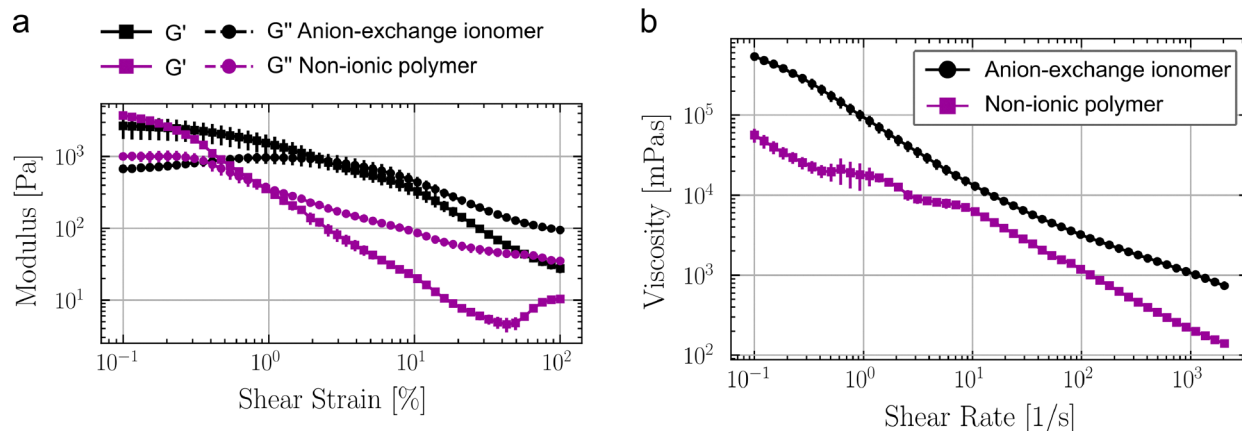 a
G' G'' Anion-exchange ionomer
G' G'' Non-ionic polymer
Modulus [Pa]
10³
10²
10¹
10⁻¹ 10⁰ 10¹ 10²
Shear Strain [%]
b
Anion-exchange ionomer
Non-ionic polymer
Viscosity [mPas]
10⁵
10⁴
10³
10²
10⁻¹ 10⁰ 10¹ 10² 10³
Shear Rate [1/s]